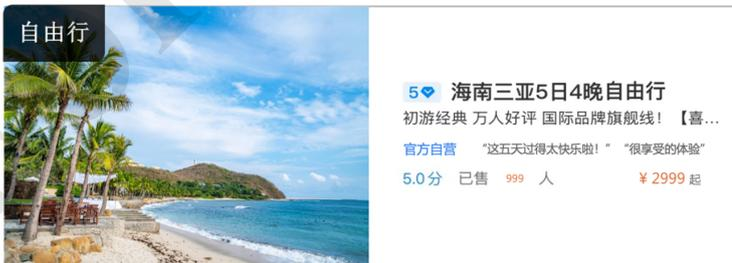 自由行
5 海南三亚5日4晚自由行
初游经典 万人好评 国际品牌旗舰线！【喜...
官方自营 “这五天过得太快乐啦！” “很享受的体验”
5.0分 已售 999 人 ¥2999起